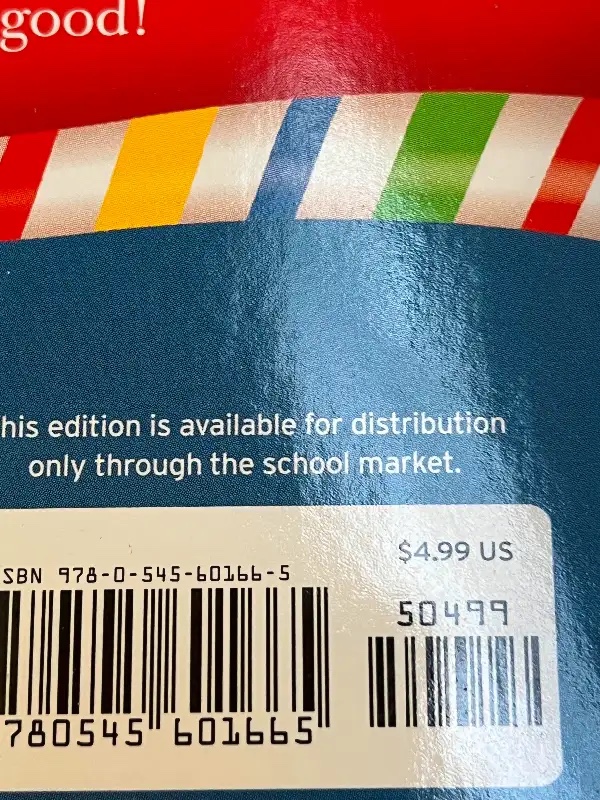 good!
his edition is available for distribution
only through the school market.
$4.99 US
SBN 978-0-545-60166-5
50499
780545 601665